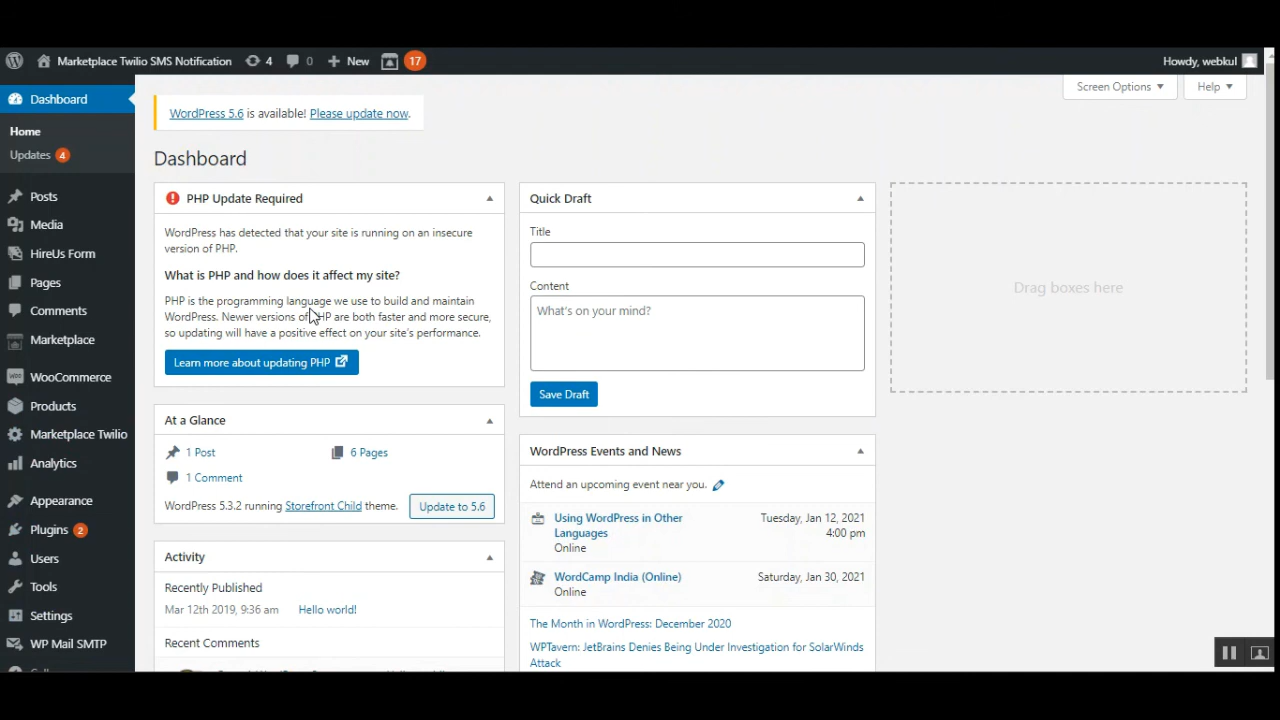 Marketplace Twilio SMS Notification 4 0 New 17 Howdy, webkul
Screen Options Help
Dashboard
Home
Updates 4
Posts
Media
HireUs Form
Pages
Comments
Marketplace
WooCommerce
Products
Marketplace Twilio
Analytics
Appearance
Plugins 2
Users
Tools
Settings
WP Mail SMTP
WordPress 5.6 is available! Please update now.
Dashboard
PHP Update Required
WordPress has detected that your site is running on an insecure
version of PHP.
What is PHP and how does it affect my site?
PHP is the programming language we use to build and maintain
WordPress. Newer versions of PHP are both faster and more secure,
so updating will have a positive effect on your site's performance.
Learn more about updating PHP
At a Glance
1 Post 6 Pages
1 Comment
WordPress 5.3.2 running Storefront Child theme. Update to 5.6
Activity
Recently Published
Mar 12th 2019, 9:36 am Hello world!
Recent Comments
Quick Draft
Title
Content
What's on your mind?
Save Draft
WordPress Events and News
Attend an upcoming event near you.
Using WordPress in Other Tuesday, Jan 12, 2021
Languages 4:00 pm
Online
WordCamp India (Online) Saturday, Jan 30, 2021
Online
The Month in WordPress: December 2020
WPTavern: JetBrains Denies Being Under Investigation for SolarWinds
Attack
Drag boxes here